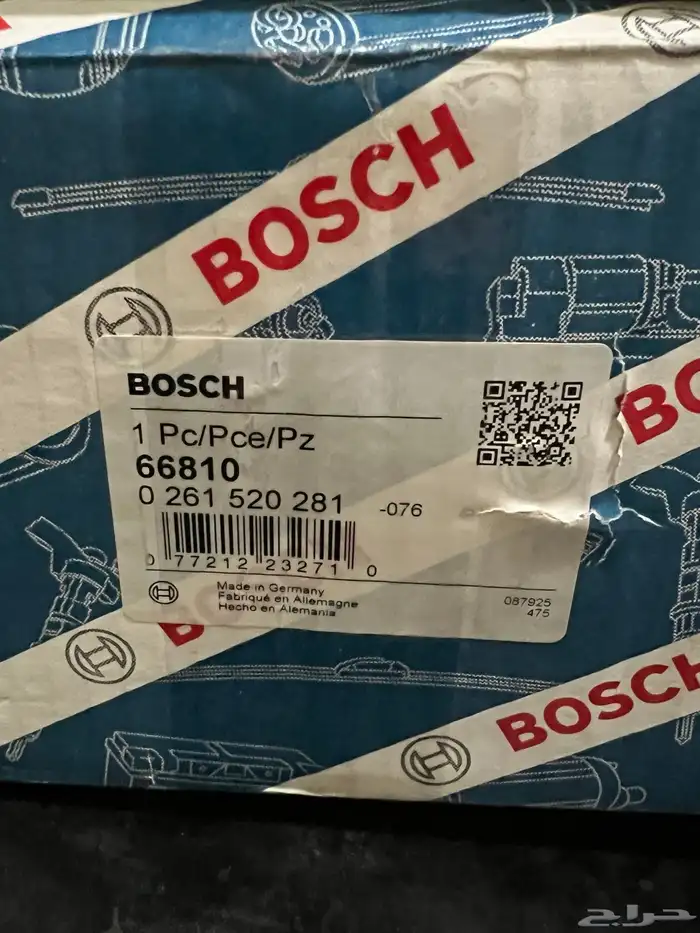 BOSCH
BOSCH
1 Pc/Pce/Pz
66810
0 261 520 281 -076
0 77212 23271 0
Made in Germany
Fabriqué en Allemagne
Hecho en Alemania
087925
475
BO
B
BOSCH
حراج